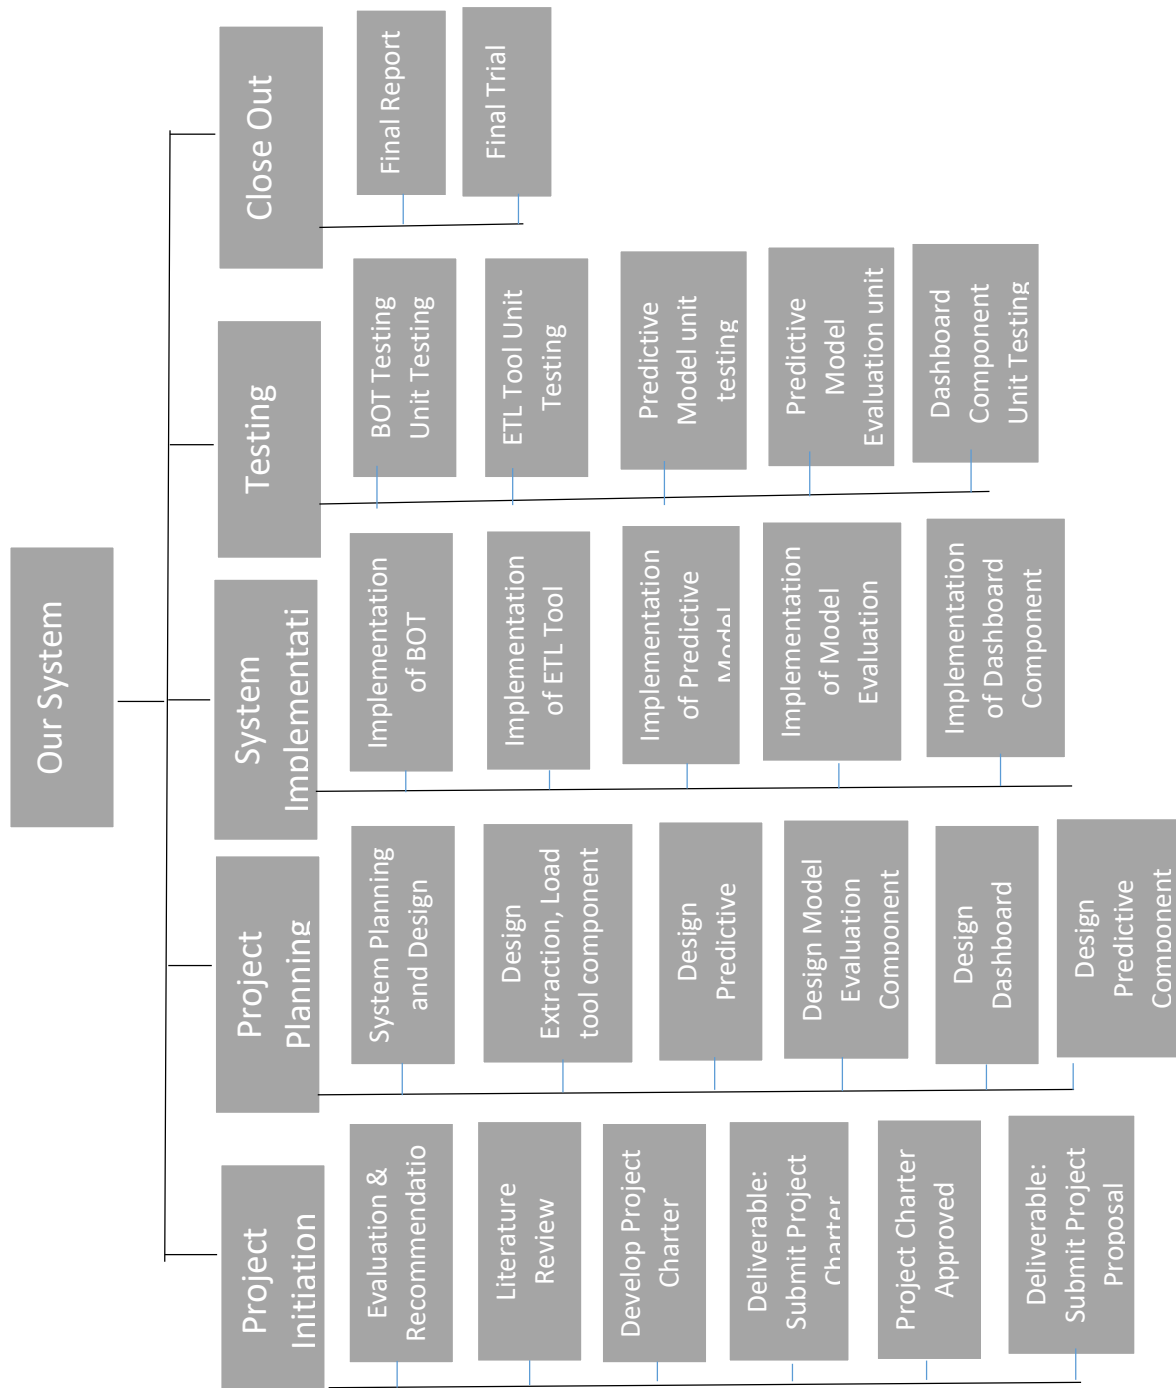 Our System
Project
Initiation
Evaluation &
Recommendatio
Literature
Review
Develop Project
Charter
Deliverable:
Submit Project
Charter
Project Charter
Approved
Deliverable:
Submit Project
Proposal
Project
Planning
System Planning
and Design
Design
Extraction, Load
tool component
Design
Predictive
Design Model
Evaluation
Component
Design
Dashboard
Design
Predictive
Component
System
Implementati
Implementation
of BOT
Implementation
of ETL Tool
Implementation
of Predictive
Model
Implementation
of Model
Evaluation
Implementation
of Dashboard
Component
Testing
BOT Testing
Unit Testing
ETL Tool Unit
Testing
Predictive
Model unit
testing
Predictive
Model
Evaluation unit
Dashboard
Component
Unit Testing
Close Out
Final Report
Final Trial